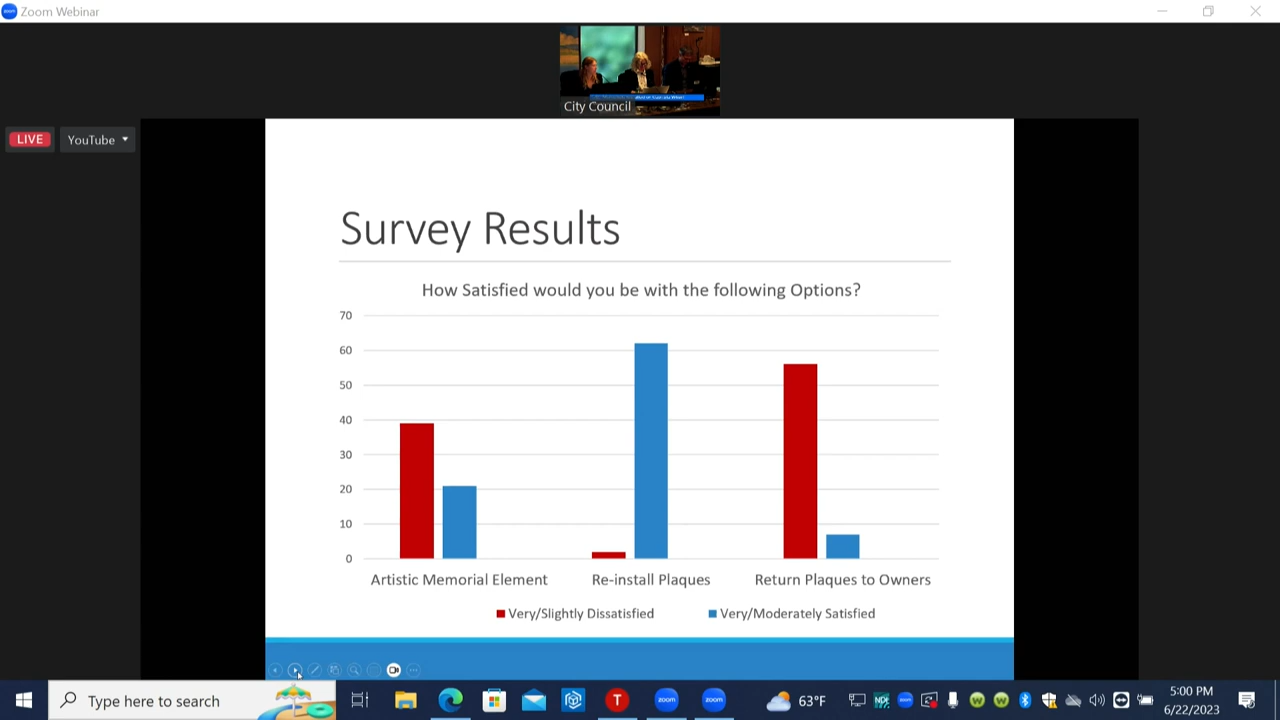 Zoom Webinar
City Council
LIVE
YouTube
Survey Results
How Satisfied would you be with the following Options?
70
60
50
40
30
20
10
0
Artistic Memorial Element
Re-install Plaques
Return Plaques to Owners
Very/Slightly Dissatisfied
Very/Moderately Satisfied
Type here to search
T
zoom
zoom
63°F
5:00 PM
6/22/2023